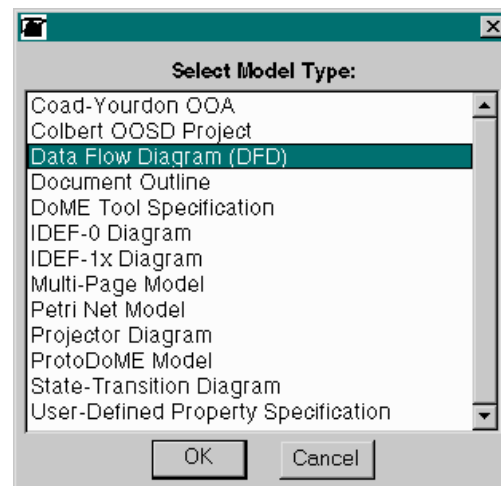 Select Model Type:
Coad-Yourdon OOA
Colbert OOSD Project
Data Flow Diagram (DFD)
Document Outline
DoME Tool Specification
IDEF-0 Diagram
IDEF-1x Diagram
Multi-Page Model
Petri Net Model
Projector Diagram
ProtoDoME Model
State-Transition Diagram
User-Defined Property Specification
OK Cancel